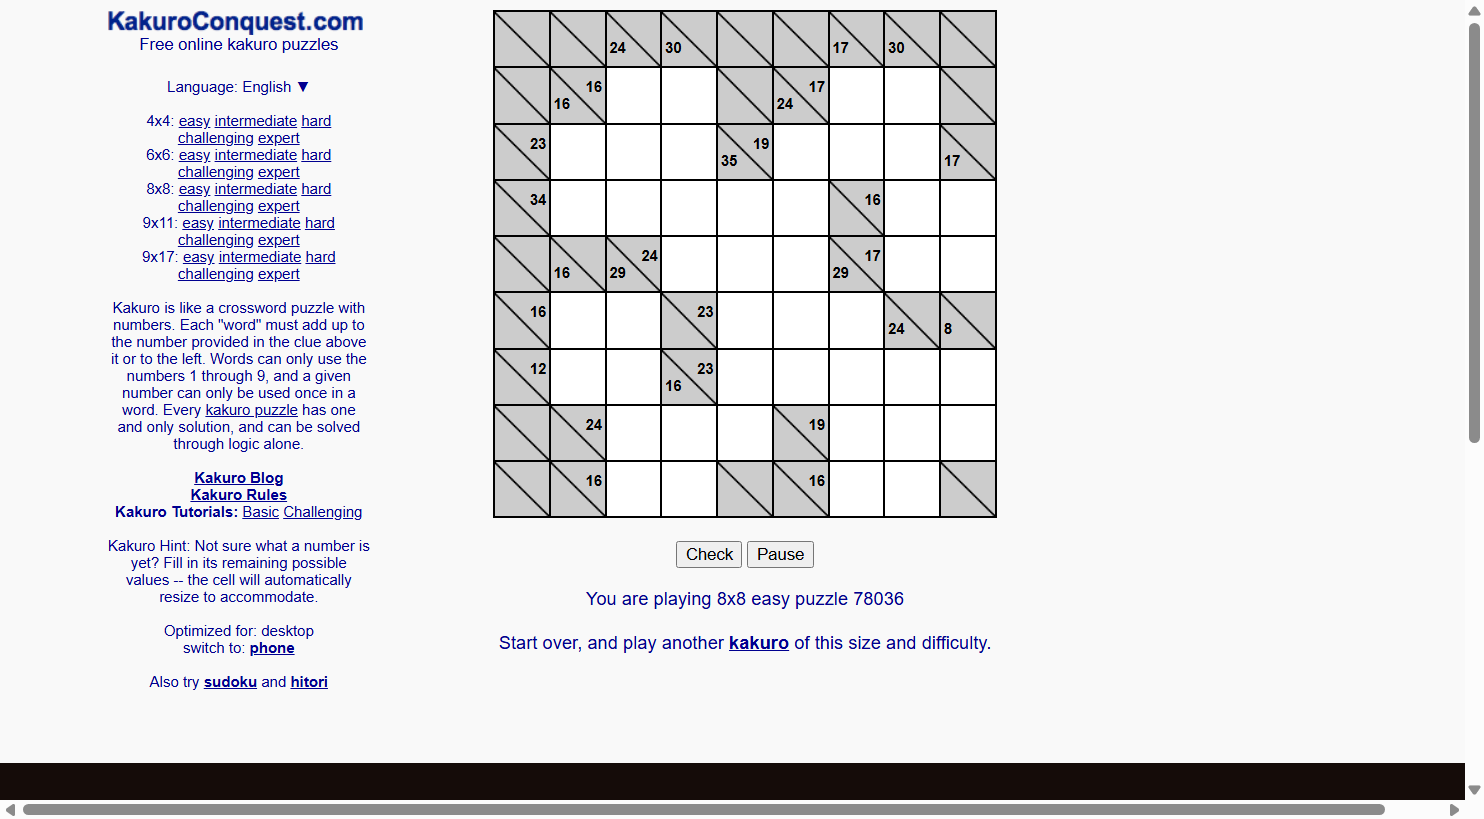 KakuroConquest.com
Free online kakuro puzzles
Language: English ▼
4x4: easy intermediate hard
challenging expert
6x6: easy intermediate hard
challenging expert
8x8: easy intermediate hard
challenging expert
9x11: easy intermediate hard
challenging expert
9x17: easy intermediate hard
challenging expert
Kakuro is like a crossword puzzle with
numbers. Each "word" must add up to
the number provided in the clue above
it or to the left. Words can only use the
numbers 1 through 9, and a given
number can only be used once in a
word. Every kakuro puzzle has one
and only solution, and can be solved
through logic alone.
Kakuro Blog
Kakuro Rules
Kakuro Tutorials: Basic Challenging
Kakuro Hint: Not sure what a number is
yet? Fill in its remaining possible
values -- the cell will automatically
resize to accommodate.
Optimized for: desktop
switch to: phone
Also try sudoku and hitori
24 30 17 30
16 17
16 24
23 19
35 17
34 16
24 17
16 29 29
16 23
24 8
12 23
16
24 19
16 16
Check Pause
You are playing 8x8 easy puzzle 78036
Start over, and play another kakuro of this size and difficulty.